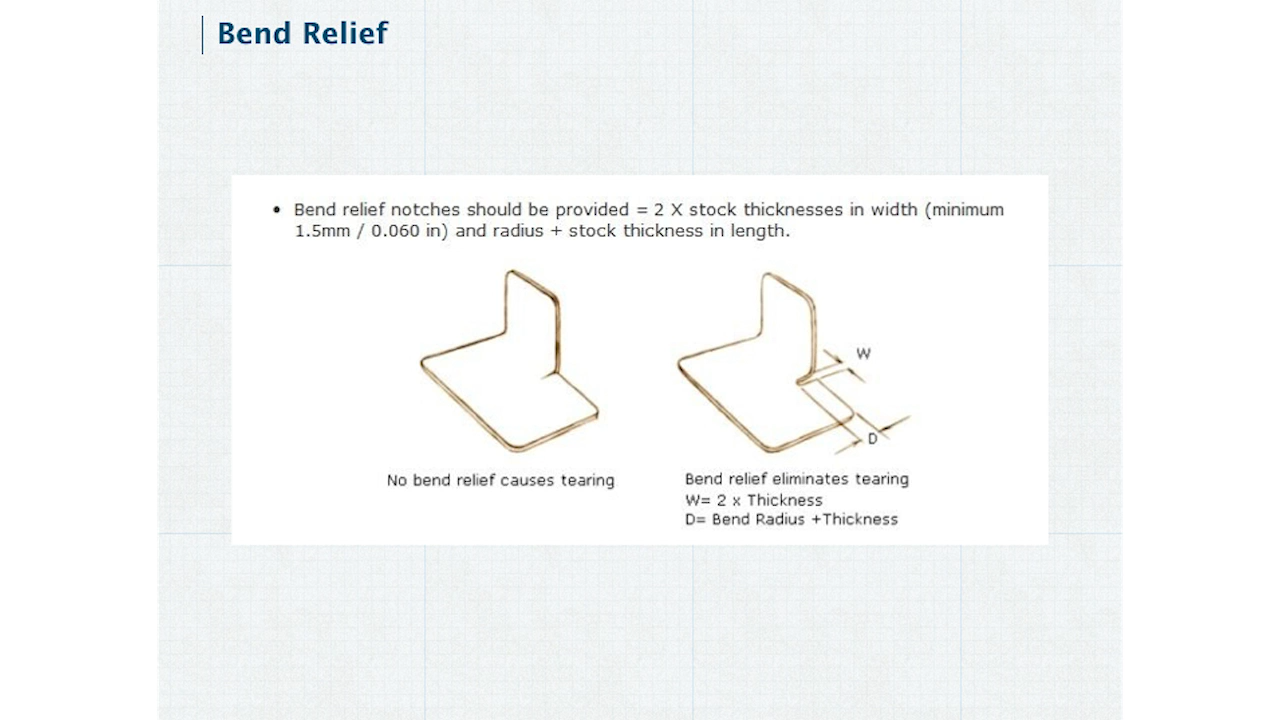 Bend Relief
• Bend relief notches should be provided = 2 X stock thicknesses in width (minimum
1.5mm / 0.060 in) and radius + stock thickness in length.
W
D
No bend relief causes tearing
Bend relief eliminates tearing
W= 2 x Thickness
D= Bend Radius +Thickness